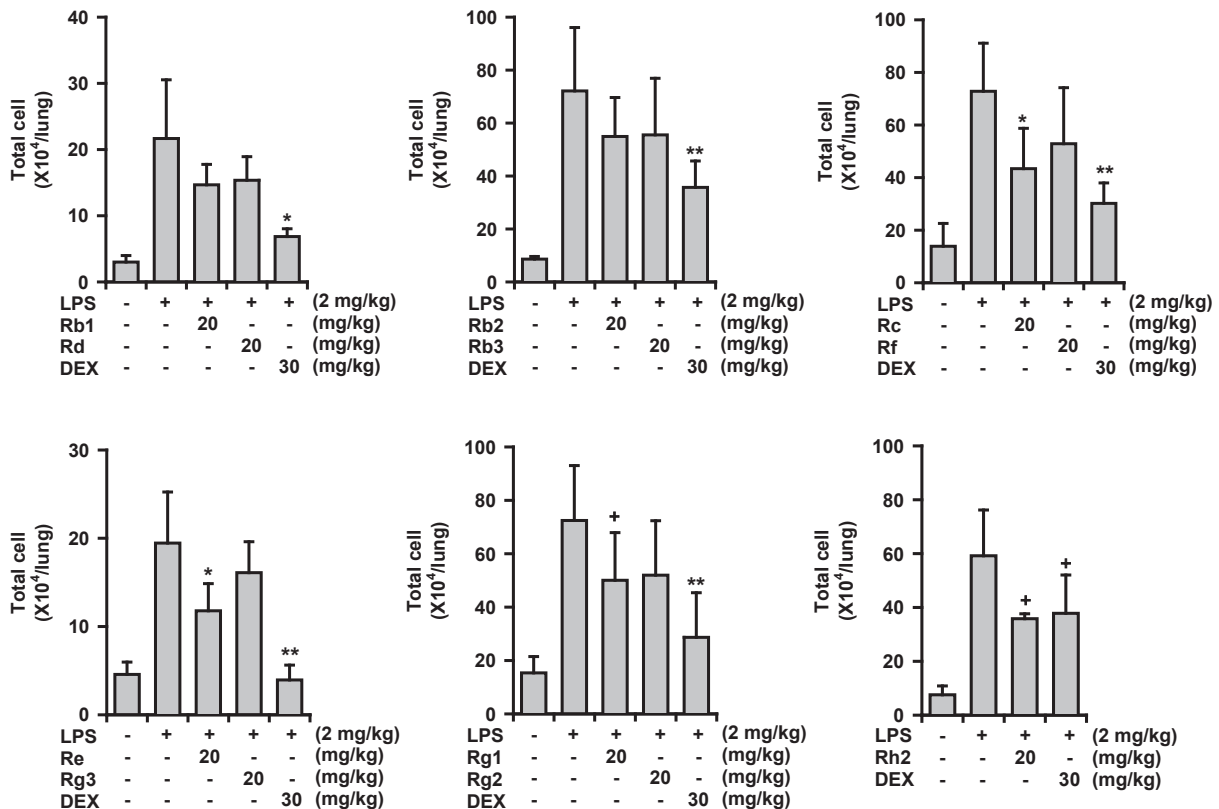 40
30
20
10
0
Total cell
(X10⁴/lung)
*
LPS - + + + + (2 mg/kg)
Rb1 - - 20 - - (mg/kg)
Rd - - - 20 - (mg/kg)
DEX - - - - 30 (mg/kg)
100
80
60
40
20
0
Total cell
(X10⁴/lung)
**
LPS - + + + + (2 mg/kg)
Rb2 - - 20 - - (mg/kg)
Rb3 - - - 20 - (mg/kg)
DEX - - - - 30 (mg/kg)
100
80
60
40
20
0
Total cell
(X10⁴/lung)
* **
LPS - + + + + (2 mg/kg)
Rc - - 20 - - (mg/kg)
Rf - - - 20 - (mg/kg)
DEX - - - - 30 (mg/kg)
30
20
10
0
Total cell
(X10⁴/lung)
* **
LPS - + + + + (2 mg/kg)
Re - - 20 - - (mg/kg)
Rg3 - - - 20 - (mg/kg)
DEX - - - - 30 (mg/kg)
100
80
60
40
20
0
Total cell
(X10⁴/lung)
+ **
LPS - + + + + (2 mg/kg)
Rg1 - - 20 - - (mg/kg)
Rg2 - - - 20 - (mg/kg)
DEX - - - - 30 (mg/kg)
100
80
60
40
20
0
Total cell
(X10⁴/lung)
+ +
LPS - + + + (2 mg/kg)
Rh2 - - 20 - (mg/kg)
DEX - - - 30 (mg/kg)